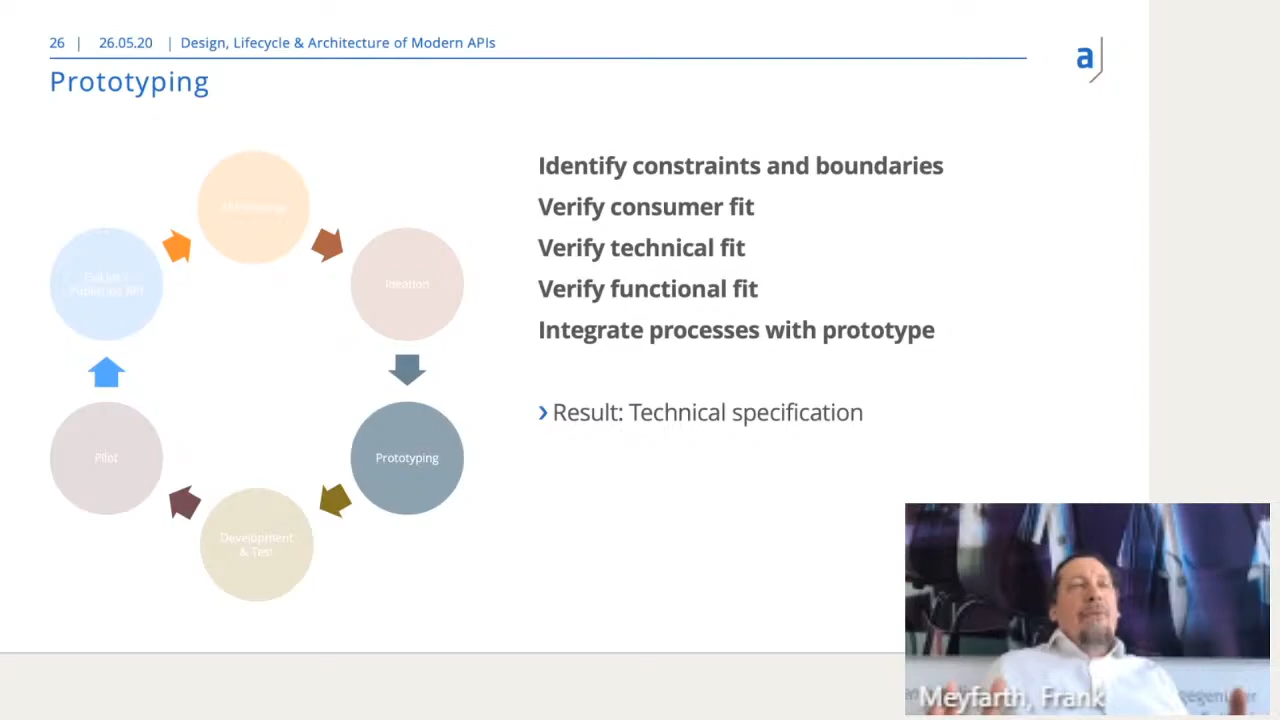 26 | 26.05.20 | Design, Lifecycle & Architecture of Modern APIs
a
Prototyping
Identify constraints and boundaries
Verify consumer fit
Verify technical fit
Verify functional fit
Integrate processes with prototype
› Result: Technical specification
Ideation
Prototyping
Development
& Test
Pilot
Meyfarth, Frank